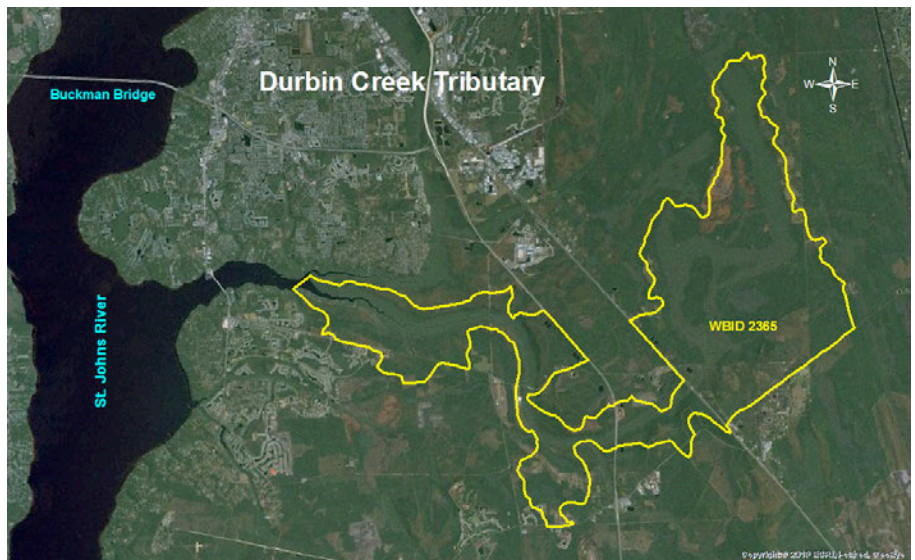 Durbin Creek Tributary
Buckman Bridge
N
W E
S
St. Johns River
WBID 2365